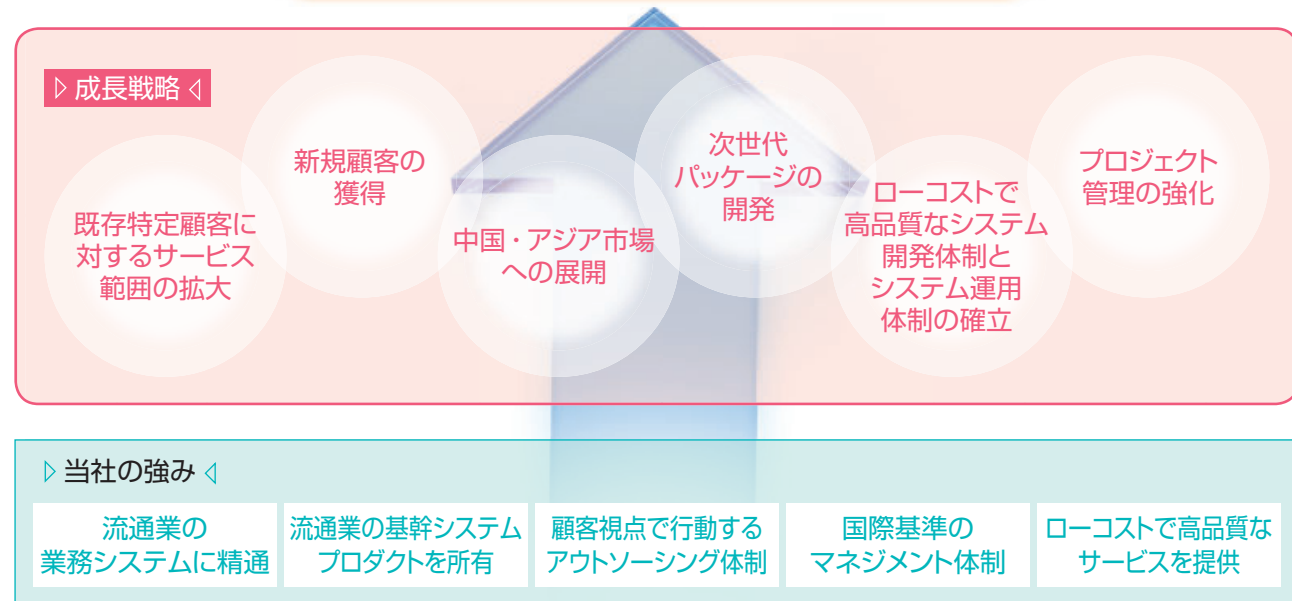 ▷ 成長戦略 ◁
既存特定顧客に
対するサービス
範囲の拡大
新規顧客の
獲得
中国・アジア市場
への展開
次世代
パッケージの
開発
ローコストで
高品質なシステム
開発体制と
システム運用
体制の確立
プロジェクト
管理の強化
▷ 当社の強み ◁
流通業の
業務システムに精通
流通業の基幹システム
プロダクトを所有
顧客視点で行動する
アウトソーシング体制
国際基準の
マネジメント体制
ローコストで高品質な
サービスを提供